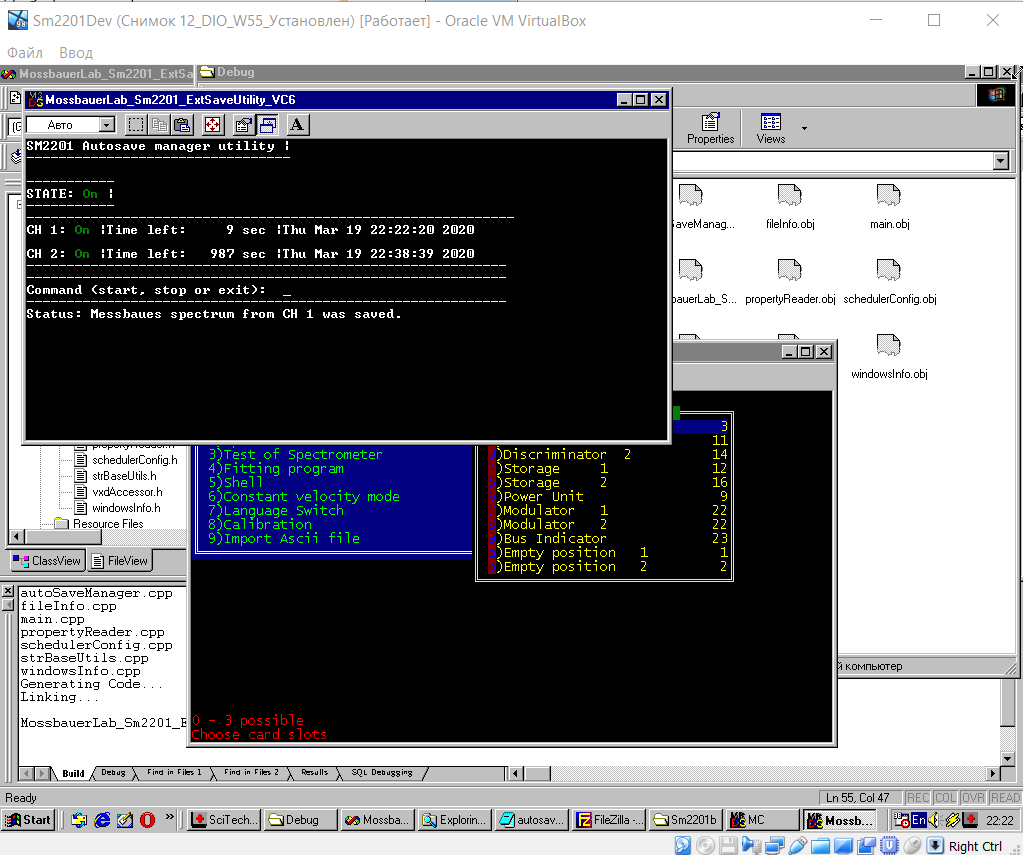 Sm2201Dev (Снимок 12_DIO_W55_Установлен) [Работает] - Oracle VM VirtualBox
Файл Ввод
MossbauerLab_Sm2201_ExtSa
Debug
MossbauerLab_Sm2201_ExtSaveUtility_VC6
Авто
A
Properties
Views
SM2201 Autosave manager utility |
STATE: On |
CH 1: On |Time left: 9 sec |Thu Mar 19 22:22:20 2020
CH 2: On |Time left: 987 sec |Thu Mar 19 22:38:39 2020
Command (start, stop or exit): _
Status: Messbaues spectrum from CH 1 was saved.
SaveManag... fileInfo.obj main.obj
bauerLab_S... propertyReader.obj schedulerConfig.obj
windowsInfo.obj
propertyReader.h
schedulerConfig.h
strBaseUtils.h
vxdAccessor.h
windowsInfo.h
Resource Files
ClassView FileView
3)Test of Spectrometer
4)Fitting program
5)Shell
6)Constant velocity mode
7)Language Switch
8)Calibration
9)Import Ascii file
3
11
)Discriminator 2 14
)Storage 1 12
)Storage 2 16
)Power Unit 9
)Modulator 1 22
)Modulator 2 22
)Bus Indicator 23
)Empty position 1 1
)Empty position 2 2
0 - 3 possible
Choose card slots
й компьютер
autoSaveManager.cpp
fileInfo.cpp
main.cpp
propertyReader.cpp
schedulerConfig.cpp
strBaseUtils.cpp
windowsInfo.cpp
Generating Code...
Linking...
MossbauerLab_Sm2201_E
Build Debug Find in Files 1 Find in Files 2 Results SQL Debugging
Ready
Ln 55, Col 47 REC COL OVR READ
Start
SciTech... Debug Mossba... Explorin... autosav... FileZilla -... Sm2201b MC Mossb...
En
22:22
Right Ctrl